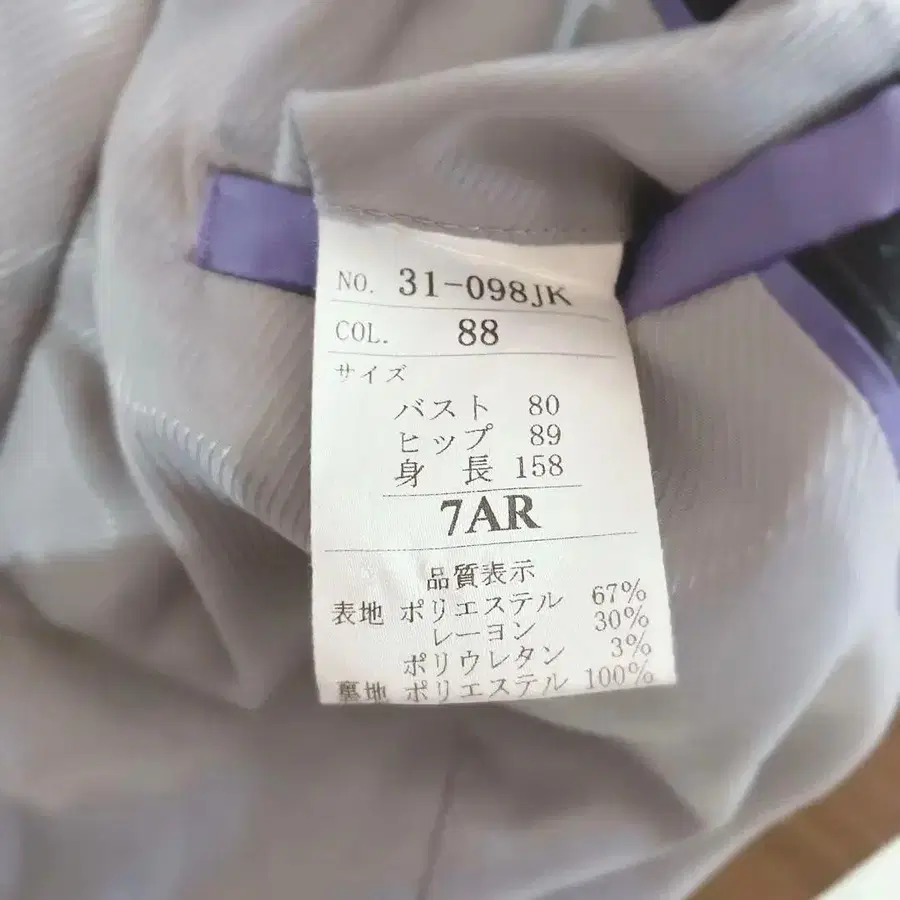 NO. 31-098JK
COL. 88
サイズ
バスト 80
ヒップ 89
身 長 158
7AR
品質表示
表地 ポリエステル 67%
レーヨン 30%
ポリウレタン 3%
裏地 ポリエステル 100%